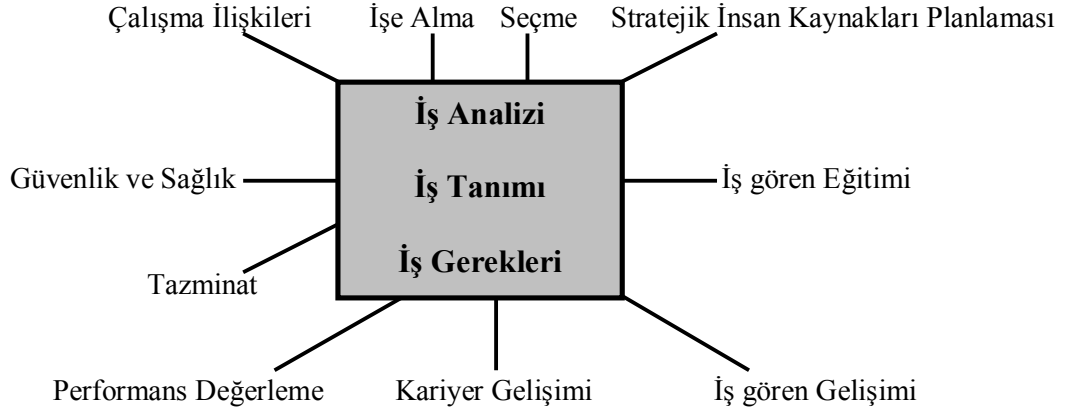 Çalışma İlişkileri İşe Alma Seçme Stratejik İnsan Kaynakları Planlaması
İş Analizi
Güvenlik ve Sağlık İş Tanımı İş gören Eğitimi
İş Gerekleri
Tazminat
Performans Değerleme Kariyer Gelişimi İş gören Gelişimi